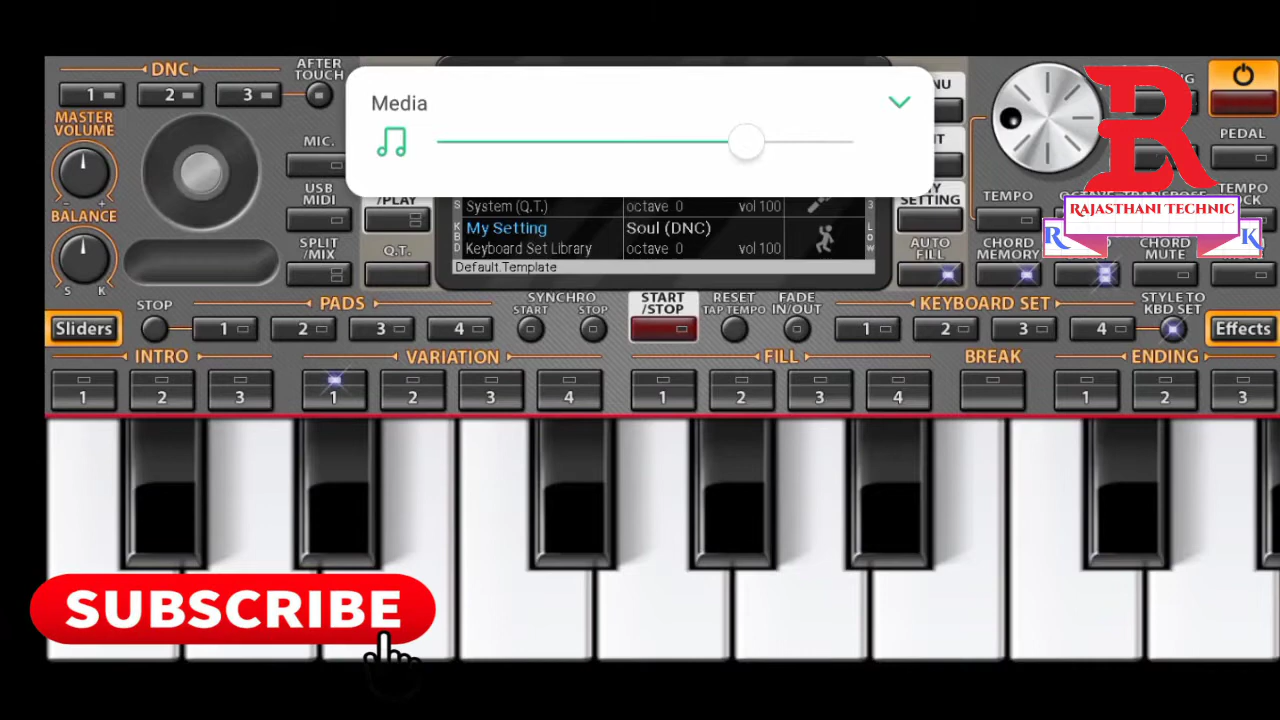 DNC
AFTER TOUCH
1 2 3
MASTER VOLUME
BALANCE
S K
MIC.
USB MIDI
SPLIT /MIX
Media
/PLAY
Q.T.
System (Q.T.) octave 0 vol 100
My Setting Soul (DNC)
Keyboard Set Library octave 0 vol 100
Default.Template
SETTING
AUTO FILL
TEMPO
CHORD MEMORY
CHORD MUTE
PEDAL
RAJASTHANI TECHNIC
R K
STOP
PADS
1 2 3 4
SYNCHRO
START STOP
START /STOP
RESET
TAP TEMPO
FADE IN/OUT
KEYBOARD SET
1 2 3 4
STYLE TO KBD SET
Sliders
Effects
INTRO
1 2 3
VARIATION
1 2 3 4
FILL
1 2 3 4
BREAK
ENDING
1 2 3
SUBSCRIBE